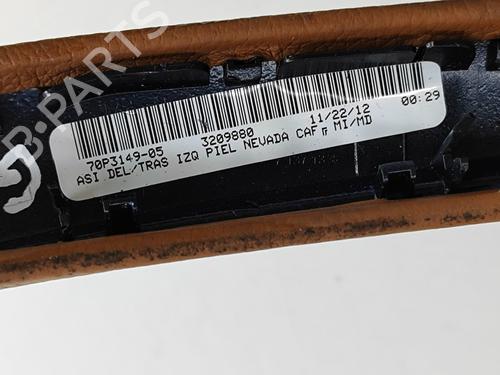 70P3149-05 3209880 11/22/12 00:29
ASI DEL/TRAS IZQ PIEL NEVADA CAF MI/MD
B-PARTS